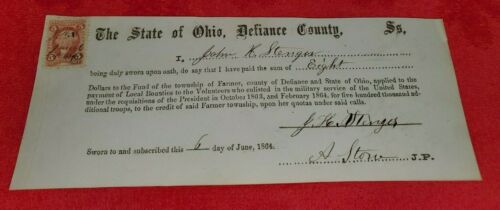 The State of Ohio, Defiance County, Ss.
I, John K.
being duly sworn upon oath, do say that I have paid the sum of Eight
Dollars to the Fund of the township of Farmer, county of Defiance and State of Ohio, applied to the
payment of Local Bounties to the Volunteers who enlisted in the military service of the United States,
under the requisitions of the President in October 1863, and February 1864, for five hundred thousand ad-
ditional troops, to the credit of said Farmer township, upon her quotas under said calls.
Sworn to and subscribed this 6 day of June, 1864. A Stone J.P.